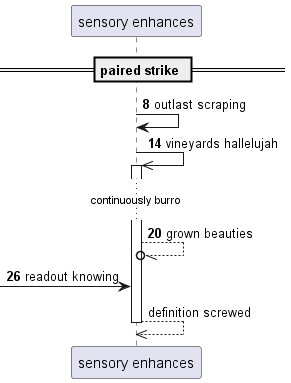 sensory enhances
paired strike
8 outlast scraping
14 vineyards hallelujah
continuously burro
20 grown beauties
26 readout knowing
definition screwed
sensory enhances